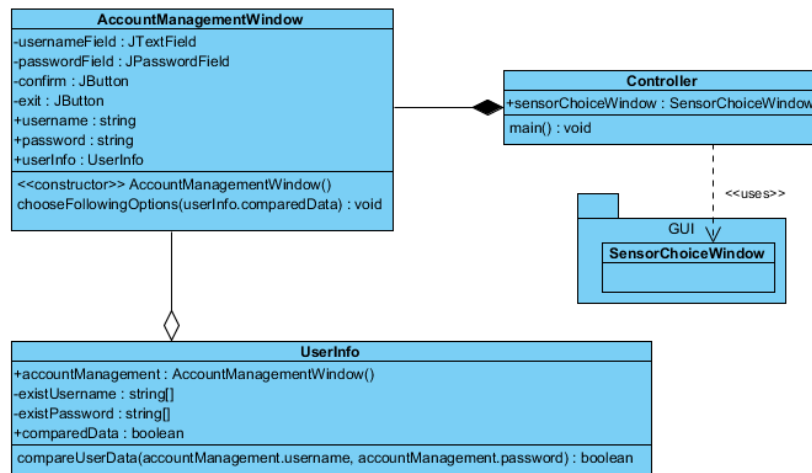 AccountManagementWindow
-usernameField : JTextField
-passwordField : JPasswordField
-confirm : JButton
-exit : JButton
+username : string
+password : string
+userInfo : UserInfo
<<constructor>> AccountManagementWindow()
chooseFollowingOptions(userInfo.comparedData) : void
Controller
+sensorChoiceWindow : SensorChoiceWindow
main() : void
<<uses>>
GUI
SensorChoiceWindow
UserInfo
+accountManagement : AccountManagementWindow()
-existUsername : string[]
-existPassword : string[]
+comparedData : boolean
compareUserData(accountManagement.username, accountManagement.password) : boolean